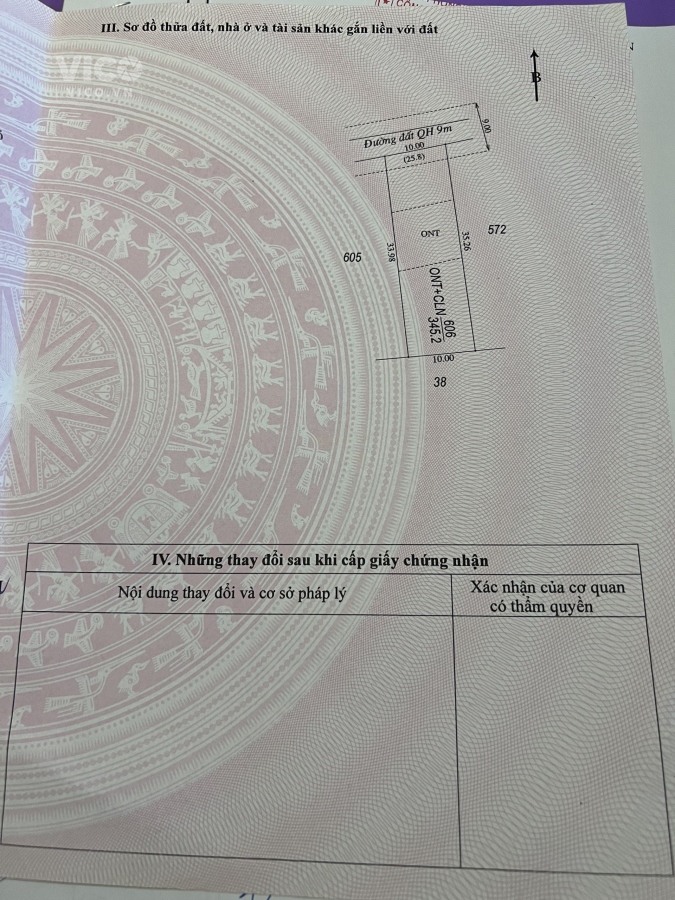 III. Sơ đồ thửa đất, nhà ở và tài sản khác gắn liền với đất
VICO
VICO.VN
B
9.00
Đường đất QH 9m
10.00
(25.8)
ONT
33.98
35.26
605
572
ONT+CLN 606
345.2
10.00
38
IV. Những thay đổi sau khi cấp giấy chứng nhận
Nội dung thay đổi và cơ sở pháp lý
Xác nhận của cơ quan
có thẩm quyền